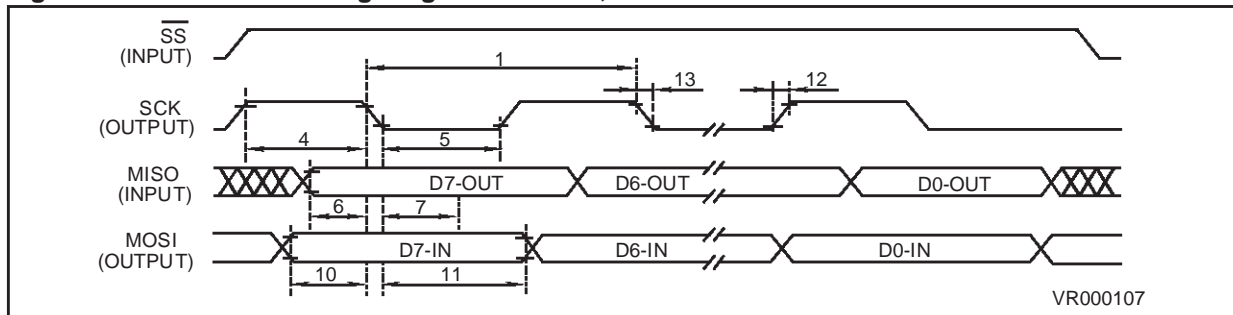 SS
(INPUT)
1
13
12
SCK
(OUTPUT)
4
5
MISO
(INPUT)
D7-OUT
D6-OUT
D0-OUT
6
7
MOSI
(OUTPUT)
D7-IN
D6-IN
D0-IN
10
11
VR000107